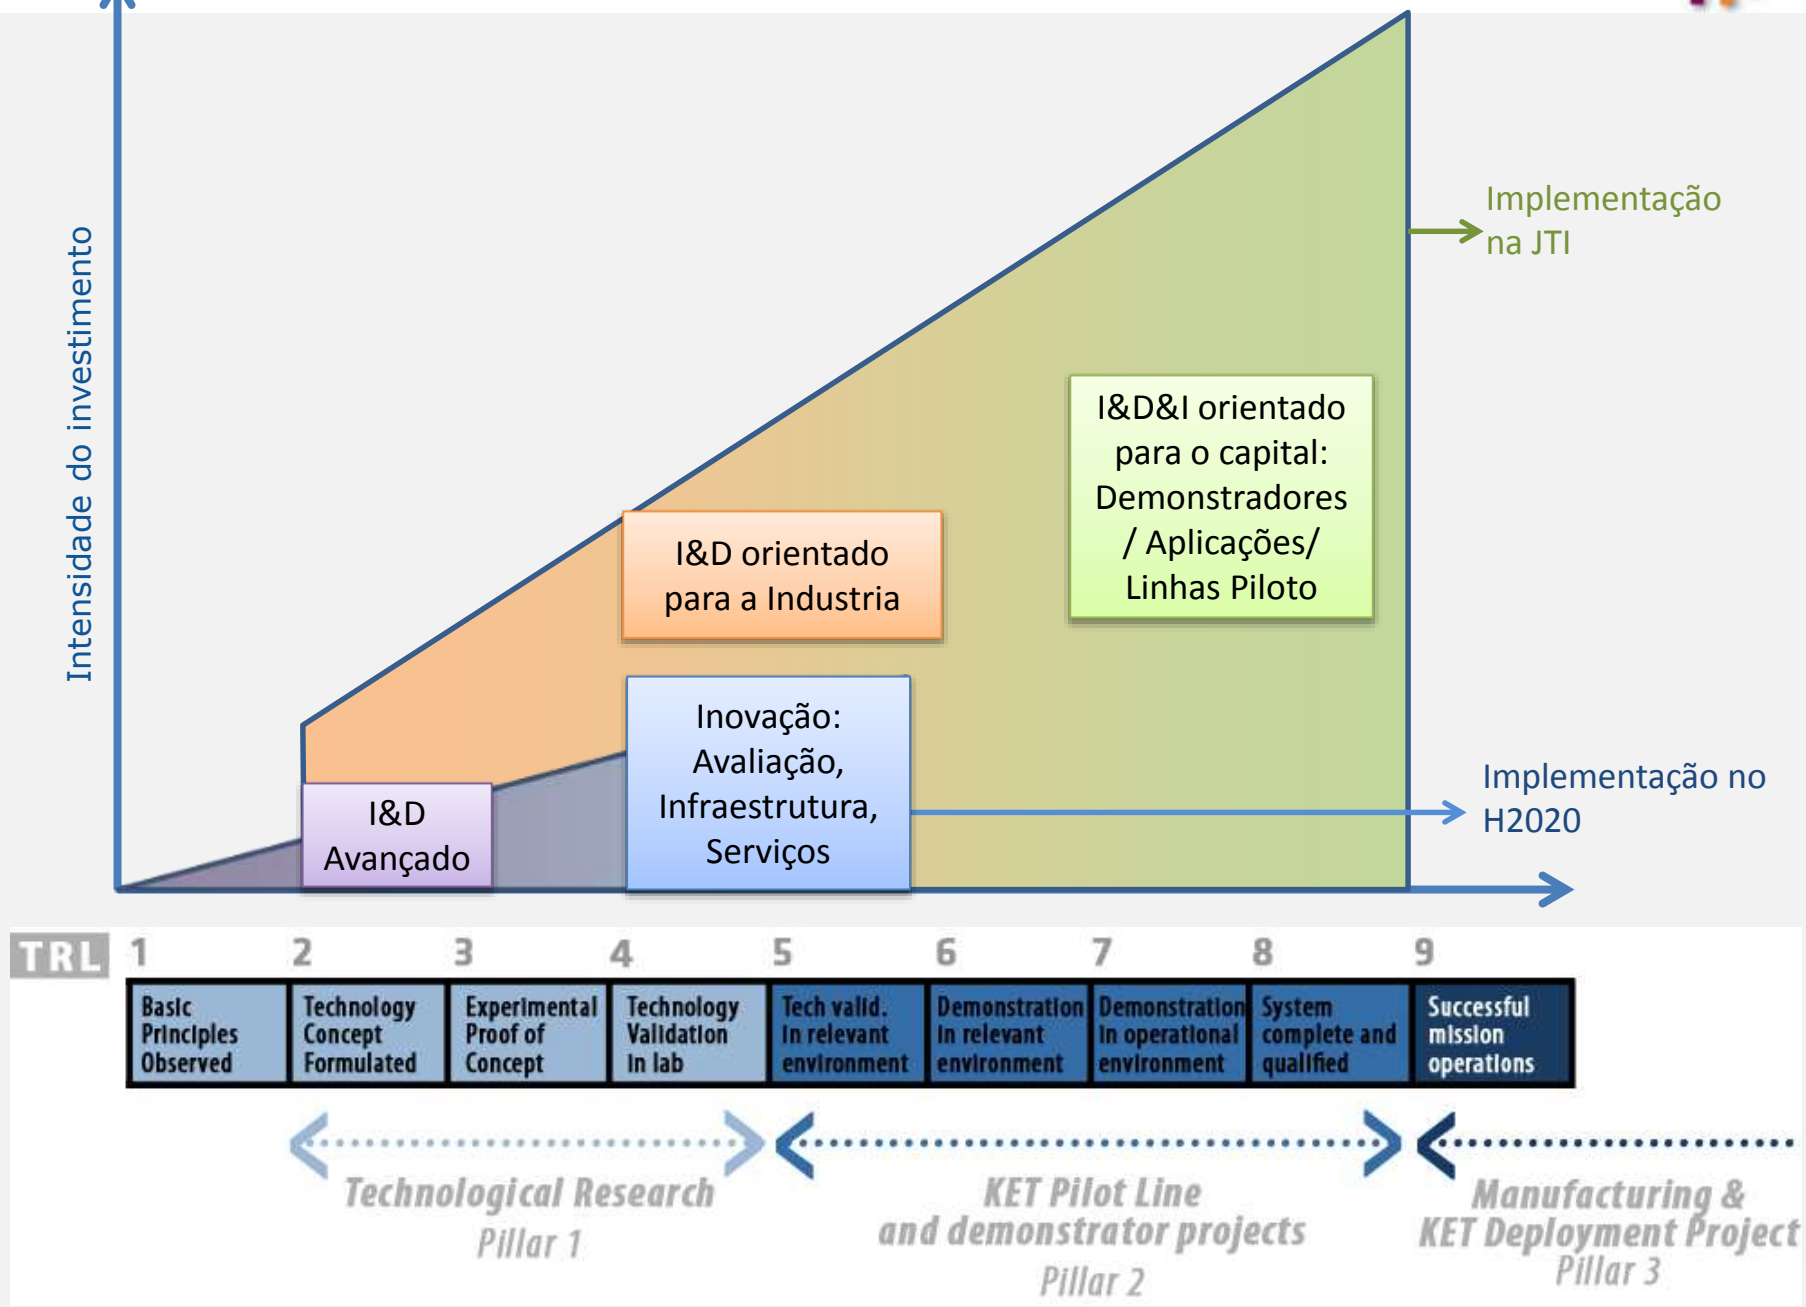 Intensidade do investimento
Implementação
na JTI
I&D&I orientado
para o capital:
Demonstradores
/ Aplicações/
Linhas Piloto
I&D orientado
para a Industria
Inovação:
Avaliação,
Infraestrutura,
Serviços
I&D
Avançado
Implementação no
H2020
TRL 1 2 3 4 5 6 7 8 9
Basic
Principles
Observed
Technology
Concept
Formulated
Experimental
Proof of
Concept
Technology
Validation
in lab
Tech valid.
in relevant
environment
Demonstration
in relevant
environment
Demonstration
in operational
environment
System
complete and
qualified
Successful
mission
operations
Technological Research
Pillar 1
KET Pilot Line
and demonstrator projects
Pillar 2
Manufacturing &
KET Deployment Project
Pillar 3